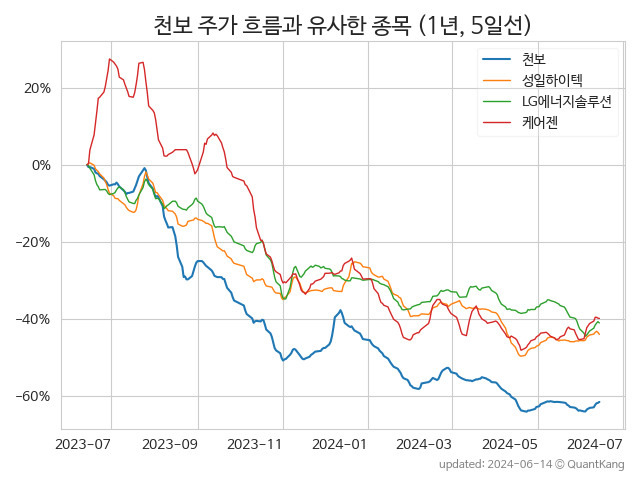 천보 주가 흐름과 유사한 종목 (1년, 5일선)
천보
성일하이텍
LG에너지솔루션
케어젠
20%
0%
−20%
−40%
−60%
2023−07
2023−09
2023−11
2024−01
2024−03
2024−05
2024−07
updated: 2024−06−14 © QuantKang